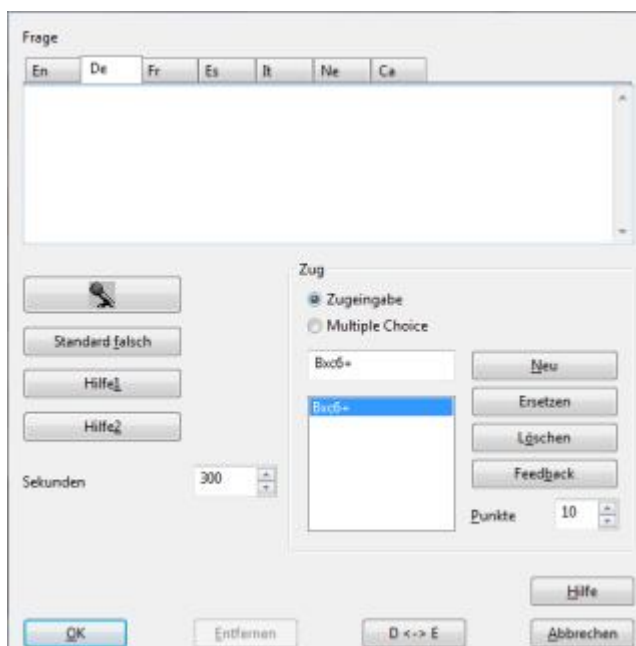 Frage
En De Fr Es It Ne Ca
Zug
Zugeingabe
Multiple Choice
Standard falsch
Bxc6+
Neu
Hilfe1
Bxc6+
Ersetzen
Hilfe2
Löschen
Sekunden
300
Feedback
Punkte
10
Hilfe
OK
Entfernen
D <-> E
Abbrechen